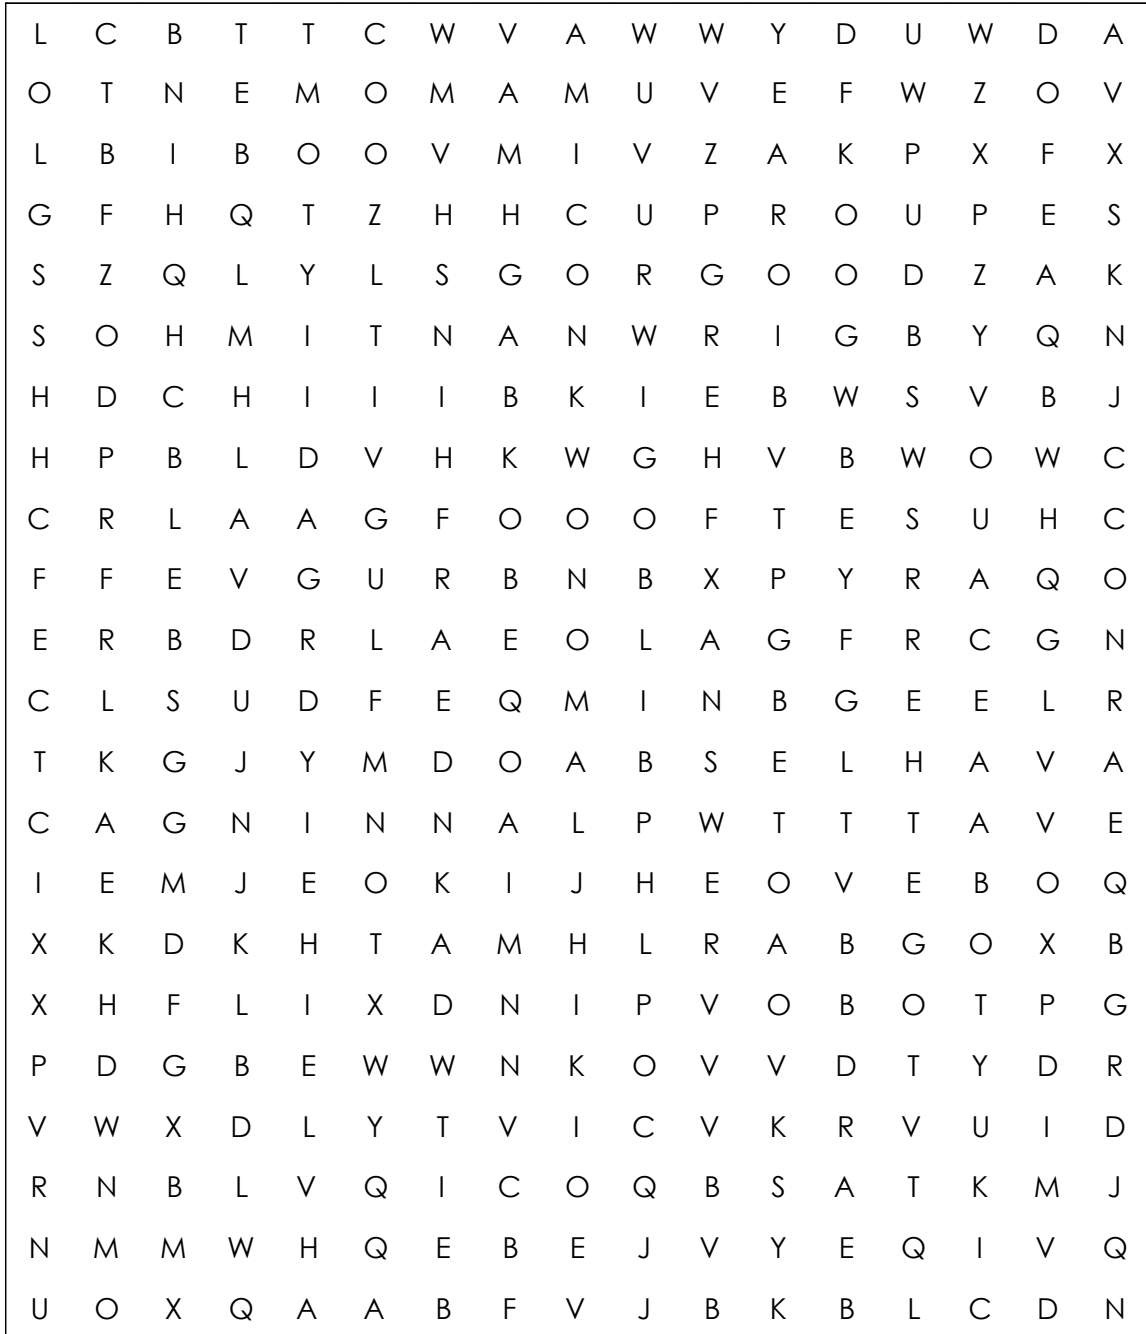 L C B T T C W V A W W Y D U W D A
O T N E M O M A M U V E F W Z O V
L B I B O O V M I V Z A K P X F X
G F H Q T Z H H C U P R O U P E S
S Z Q L Y L S G O R G O O D Z A K
S O H M I T N A N W R I G B Y Q N
H D C H I I I B K I E B W S V B J
H P B L D V H K W G H V B W O W C
C R L A A G F O O O F T E S U H C
F F E V G U R B N B X P Y R A Q O
E R B D R L A E O L A G F R C G N
C L S U D F E Q M I N B G E E L R
T K G J Y M D O A B S E L H A V A
C A G N I N N A L P W T T T A V E
I E M J E O K I J H E O V E B O Q
X K D K H T A M H L R A B G O X B
X H F L I X D N I P V O B O T P G
P D G B E W W N K O V V D T Y D R
V W X D L Y T V I C V K R V U I D
R N B L V Q I C O Q B S A T K M J
N M M W H Q E B E J V Y E Q I V Q
U O X Q A A B F V J B K B L C D N